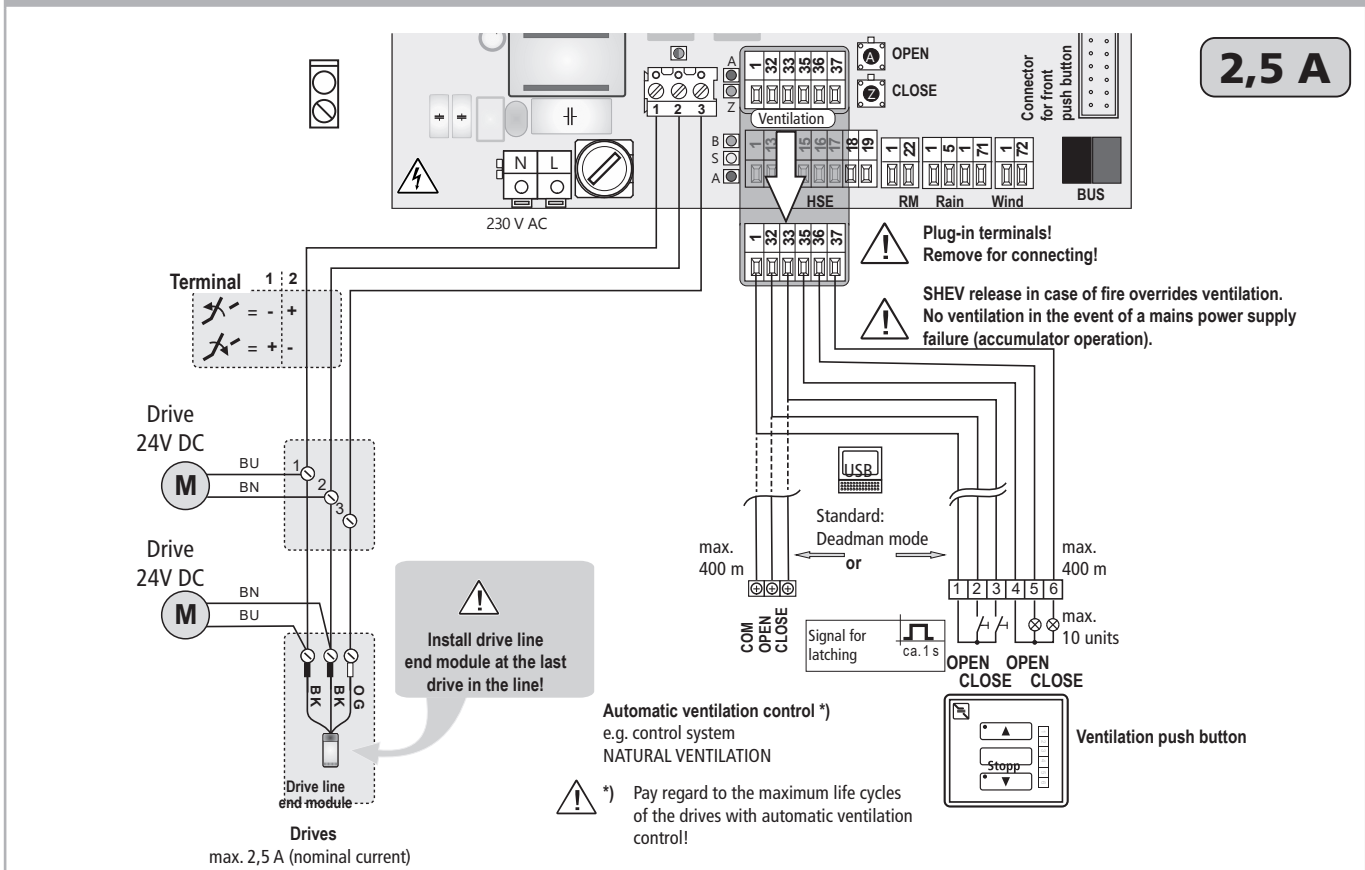 2,5 A
A
Z
1 32 33 35 36 37
A OPEN
Z CLOSE
Connector
for front
push button
1 2 3
Ventilation
B
S
A
1 13 15 16 17 18 19
1 22
1 5 1 71
1 72
N L
230 V AC
HSE
RM
Rain
Wind
BUS
1 32 33 35 36 37
Plug-in terminals!
Remove for connecting!
SHEV release in case of fire overrides ventilation.
No ventilation in the event of a mains power supply
failure (accumulator operation).
Terminal 1 2
= - +
= + -
Drive
24V DC
M
BU
BN
1
2
3
Drive
24V DC
M
BN
BU
BK
BK
OG
Drive line
end module
Drives
max. 2,5 A (nominal current)
Install drive line
end module at the last
drive in the line!
USB
Standard:
Deadman mode
or
max.
400 m
COM
OPEN
CLOSE
Signal for
latching
ca. 1 s
max.
400 m
1 2 3 4 5 6
max.
10 units
OPEN OPEN
CLOSE CLOSE
Stopp
Ventilation push button
Automatic ventilation control *)
e.g. control system
NATURAL VENTILATION
*) Pay regard to the maximum life cycles
of the drives with automatic ventilation
control!